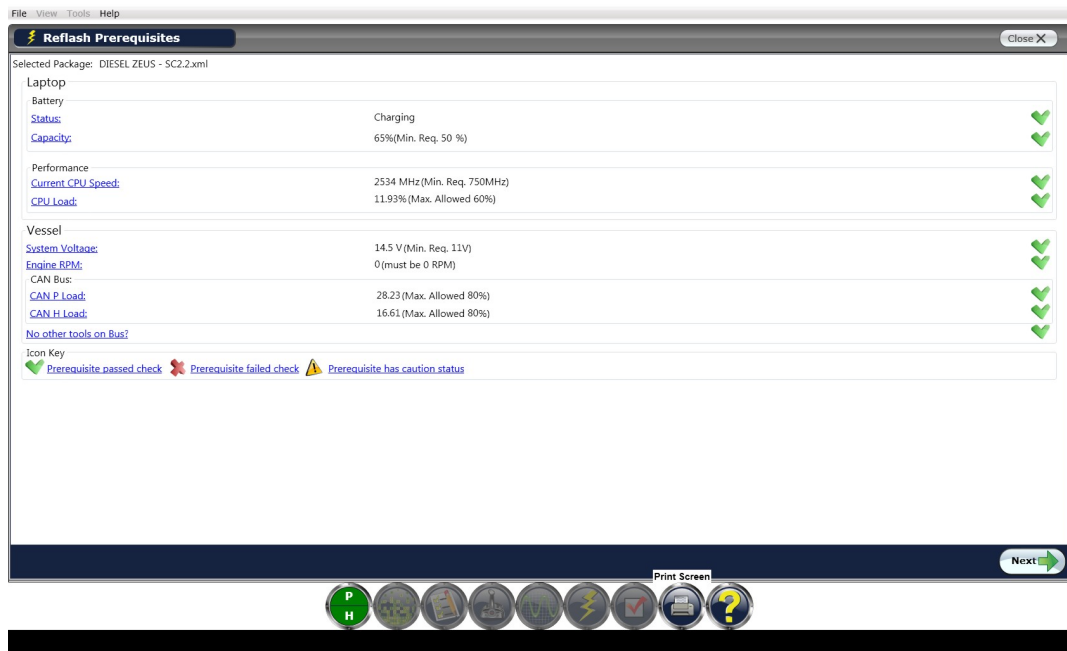 File View Tools Help
Reflash Prerequisites
Close X
Selected Package: DIESEL ZEUS - SC2.2.xml
Laptop
Battery
Status: Charging
Capacity: 65%(Min. Req. 50 %)
Performance
Current CPU Speed: 2534 MHz(Min. Req. 750MHz)
CPU Load: 11.93%(Max. Allowed 60%)
Vessel
System Voltage: 14.5 V(Min. Req. 11V)
Engine RPM: 0(must be 0 RPM)
CAN Bus:
CAN P Load: 28.23(Max. Allowed 80%)
CAN H Load: 16.61(Max. Allowed 80%)
No other tools on Bus?
Icon Key
Prerequisite passed check Prerequisite failed check Prerequisite has caution status
Next
Print Screen
P
H
?